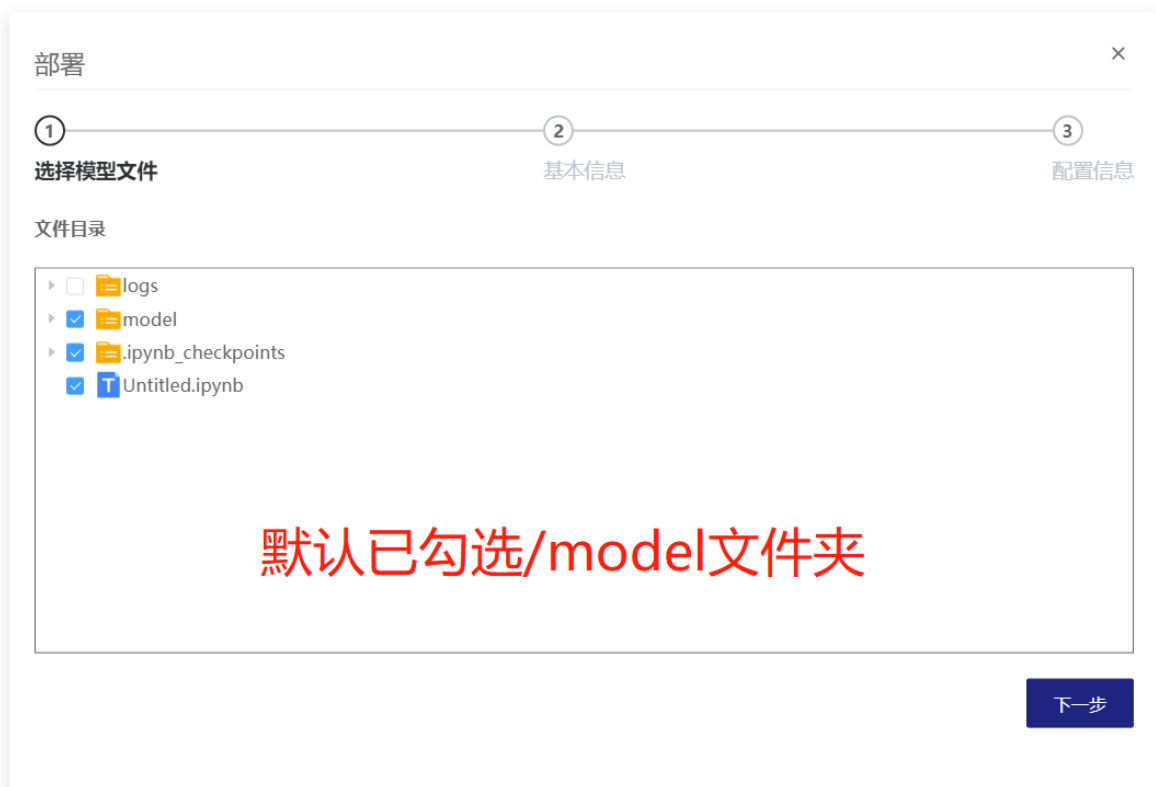 部署
1
2
3
选择模型文件
基本信息
配置信息
文件目录
logs
model
.ipynb_checkpoints
Untitled.ipynb
默认已勾选/model文件夹
下一步